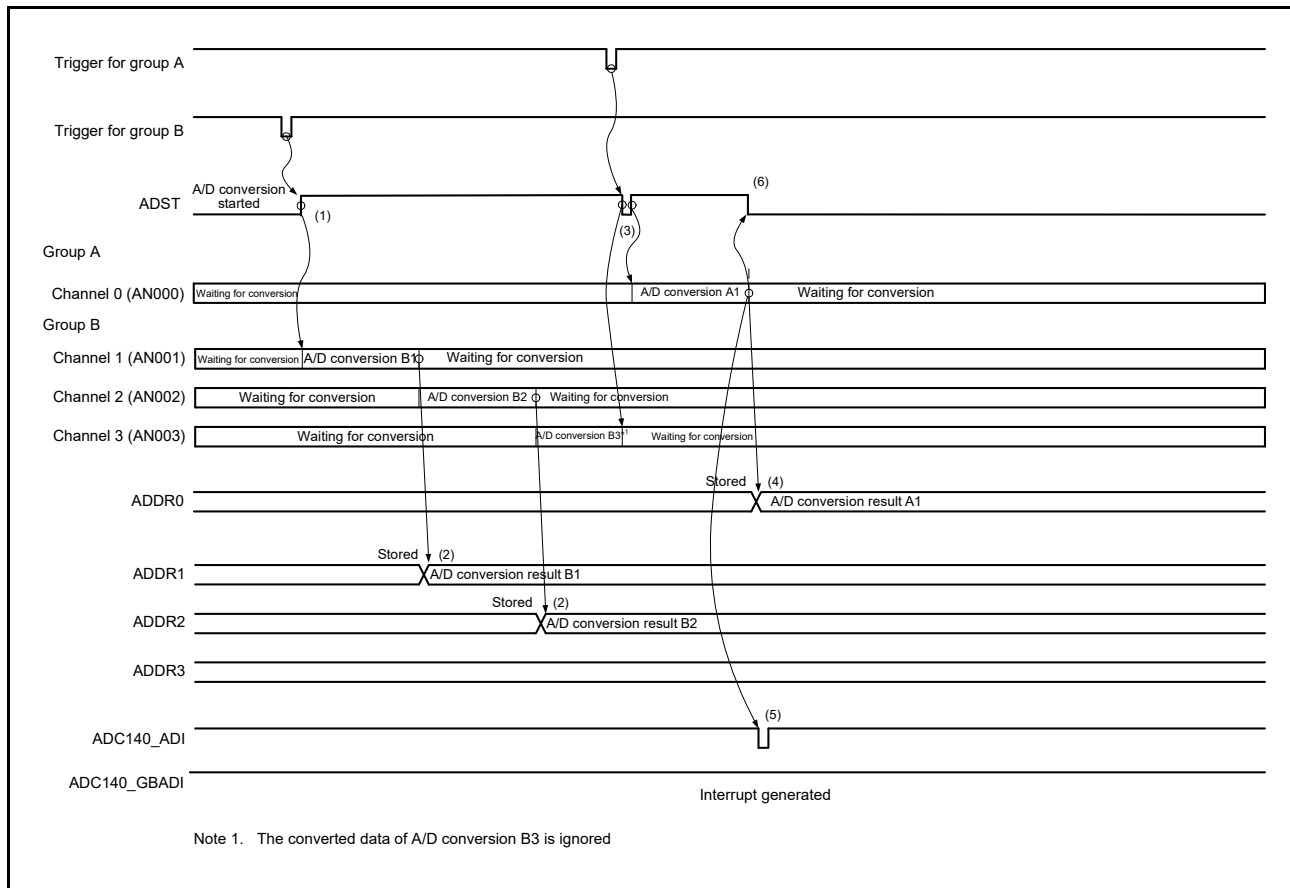 Trigger for group A
Trigger for group B
A/D conversion
started
ADST
(1)
(3)
(6)
Group A
Channel 0 (AN000)
Waiting for conversion
A/D conversion A1
Waiting for conversion
Group B
Channel 1 (AN001)
Waiting for conversion
A/D conversion B1
Waiting for conversion
Channel 2 (AN002)
Waiting for conversion
A/D conversion B2
Waiting for conversion
Channel 3 (AN003)
Waiting for conversion
A/D conversion B3*1
Waiting for conversion
Stored
(4)
ADDR0
A/D conversion result A1
Stored
(2)
ADDR1
A/D conversion result B1
Stored
(2)
ADDR2
A/D conversion result B2
ADDR3
(5)
ADC140_ADI
ADC140_GBADI
Interrupt generated
Note 1. The converted data of A/D conversion B3 is ignored